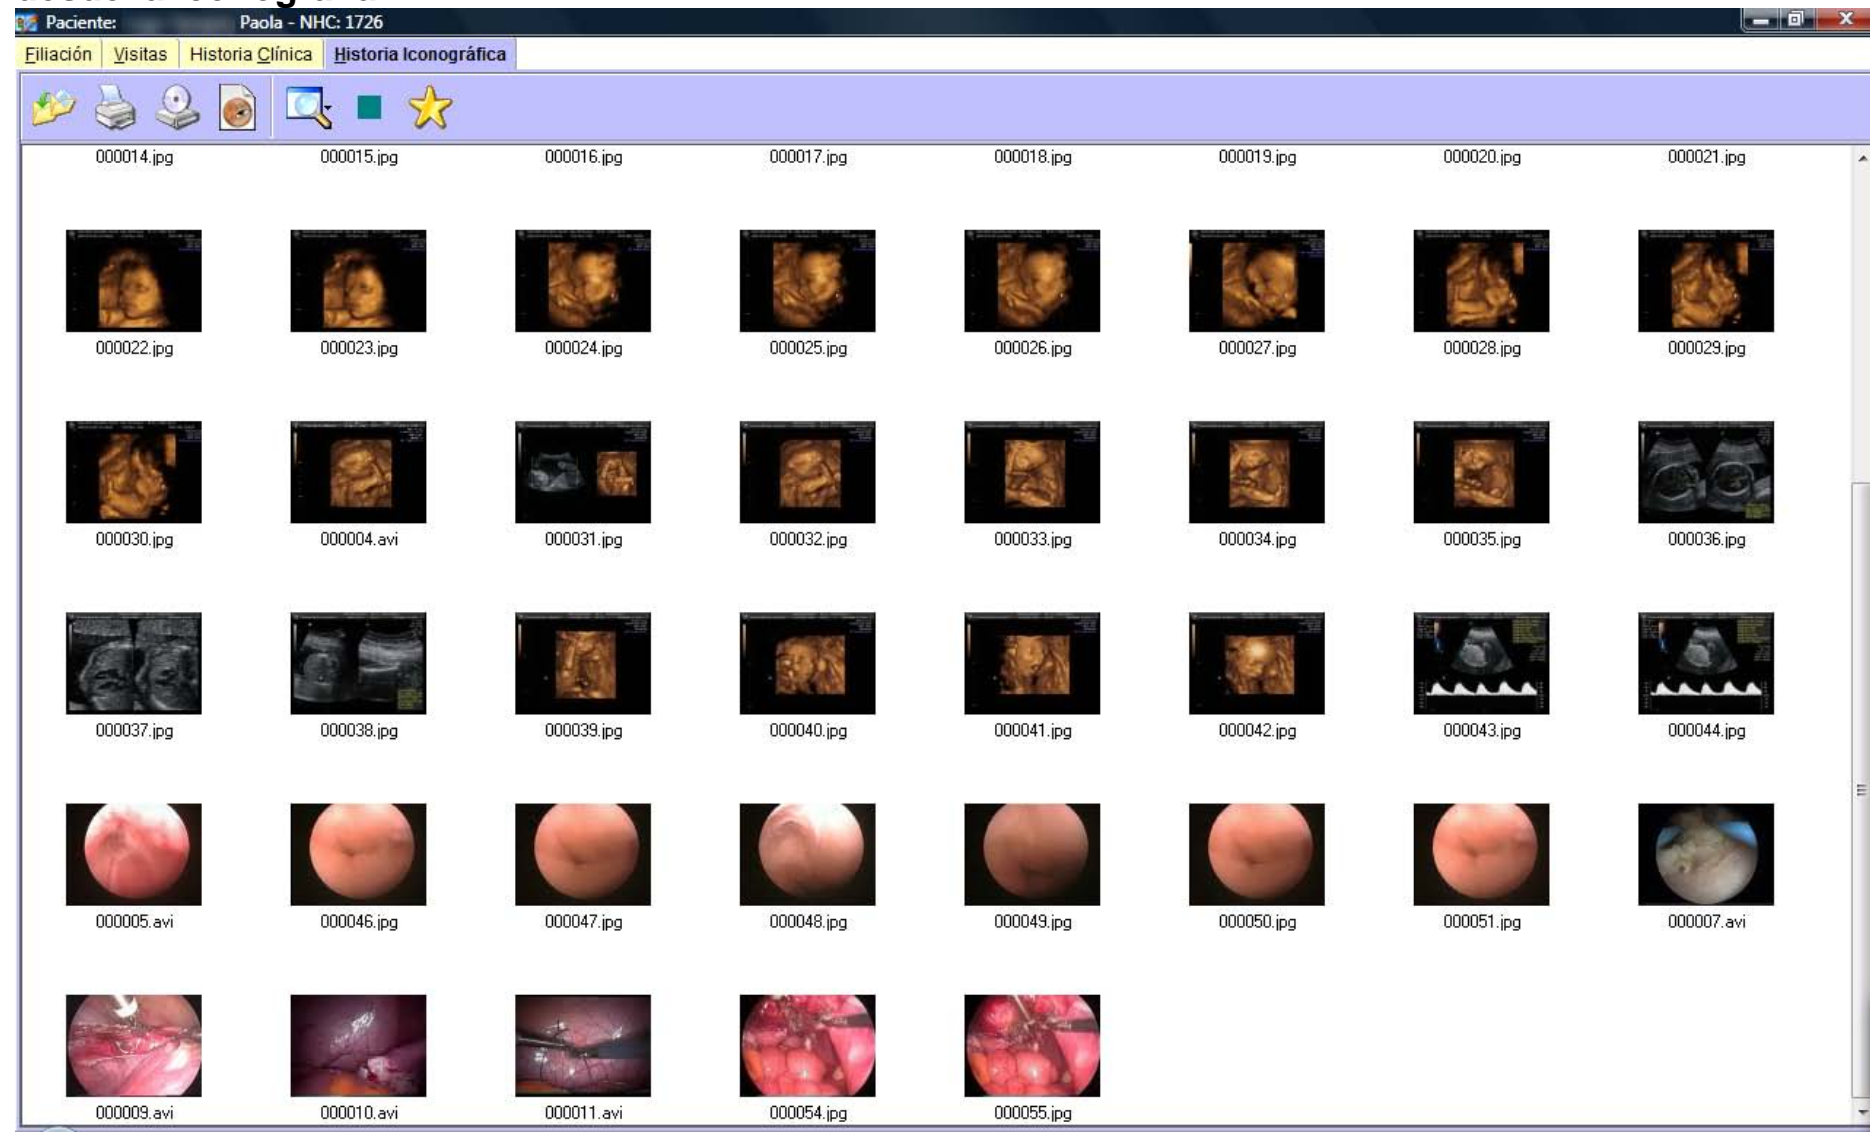 Paciente: Paola - NHC: 1726
Filiación Visitas Historia Clínica Historia Iconográfica
000014.jpg 000015.jpg 000016.jpg 000017.jpg 000018.jpg 000019.jpg 000020.jpg 000021.jpg
000022.jpg 000023.jpg 000024.jpg 000025.jpg 000026.jpg 000027.jpg 000028.jpg 000029.jpg
000030.jpg 000004.avi 000031.jpg 000032.jpg 000033.jpg 000034.jpg 000035.jpg 000036.jpg
000037.jpg 000038.jpg 000039.jpg 000040.jpg 000041.jpg 000042.jpg 000043.jpg 000044.jpg
000005.avi 000046.jpg 000047.jpg 000048.jpg 000049.jpg 000050.jpg 000051.jpg 000007.avi
000009.avi 000010.avi 000011.avi 000054.jpg 000055.jpg